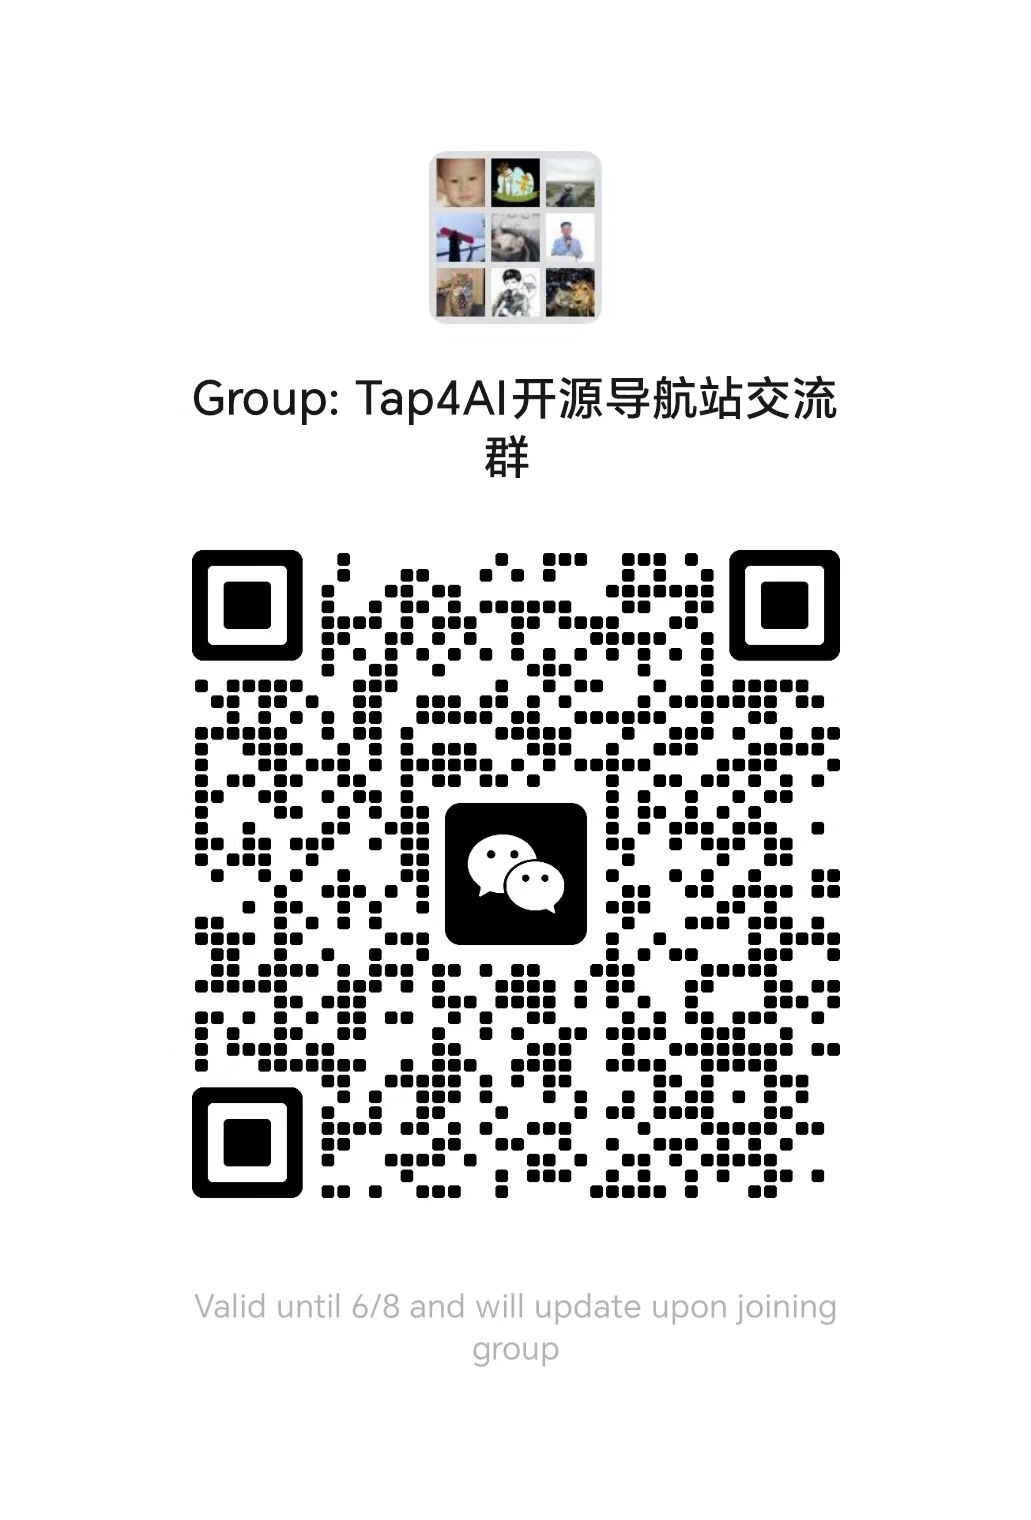 Group: Tap4AI开源导航站交流
群
Valid until 6/8 and will update upon joining
group